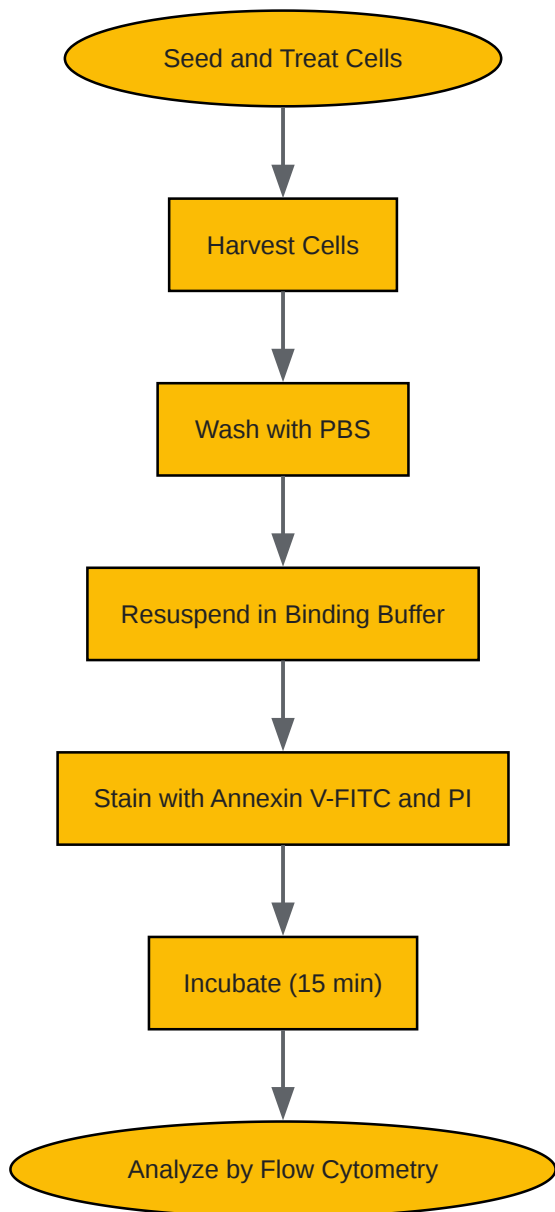 Seed and Treat Cells
Harvest Cells
Wash with PBS
Resuspend in Binding Buffer
Stain with Annexin V-FITC and PI
Incubate (15 min)
Analyze by Flow Cytometry